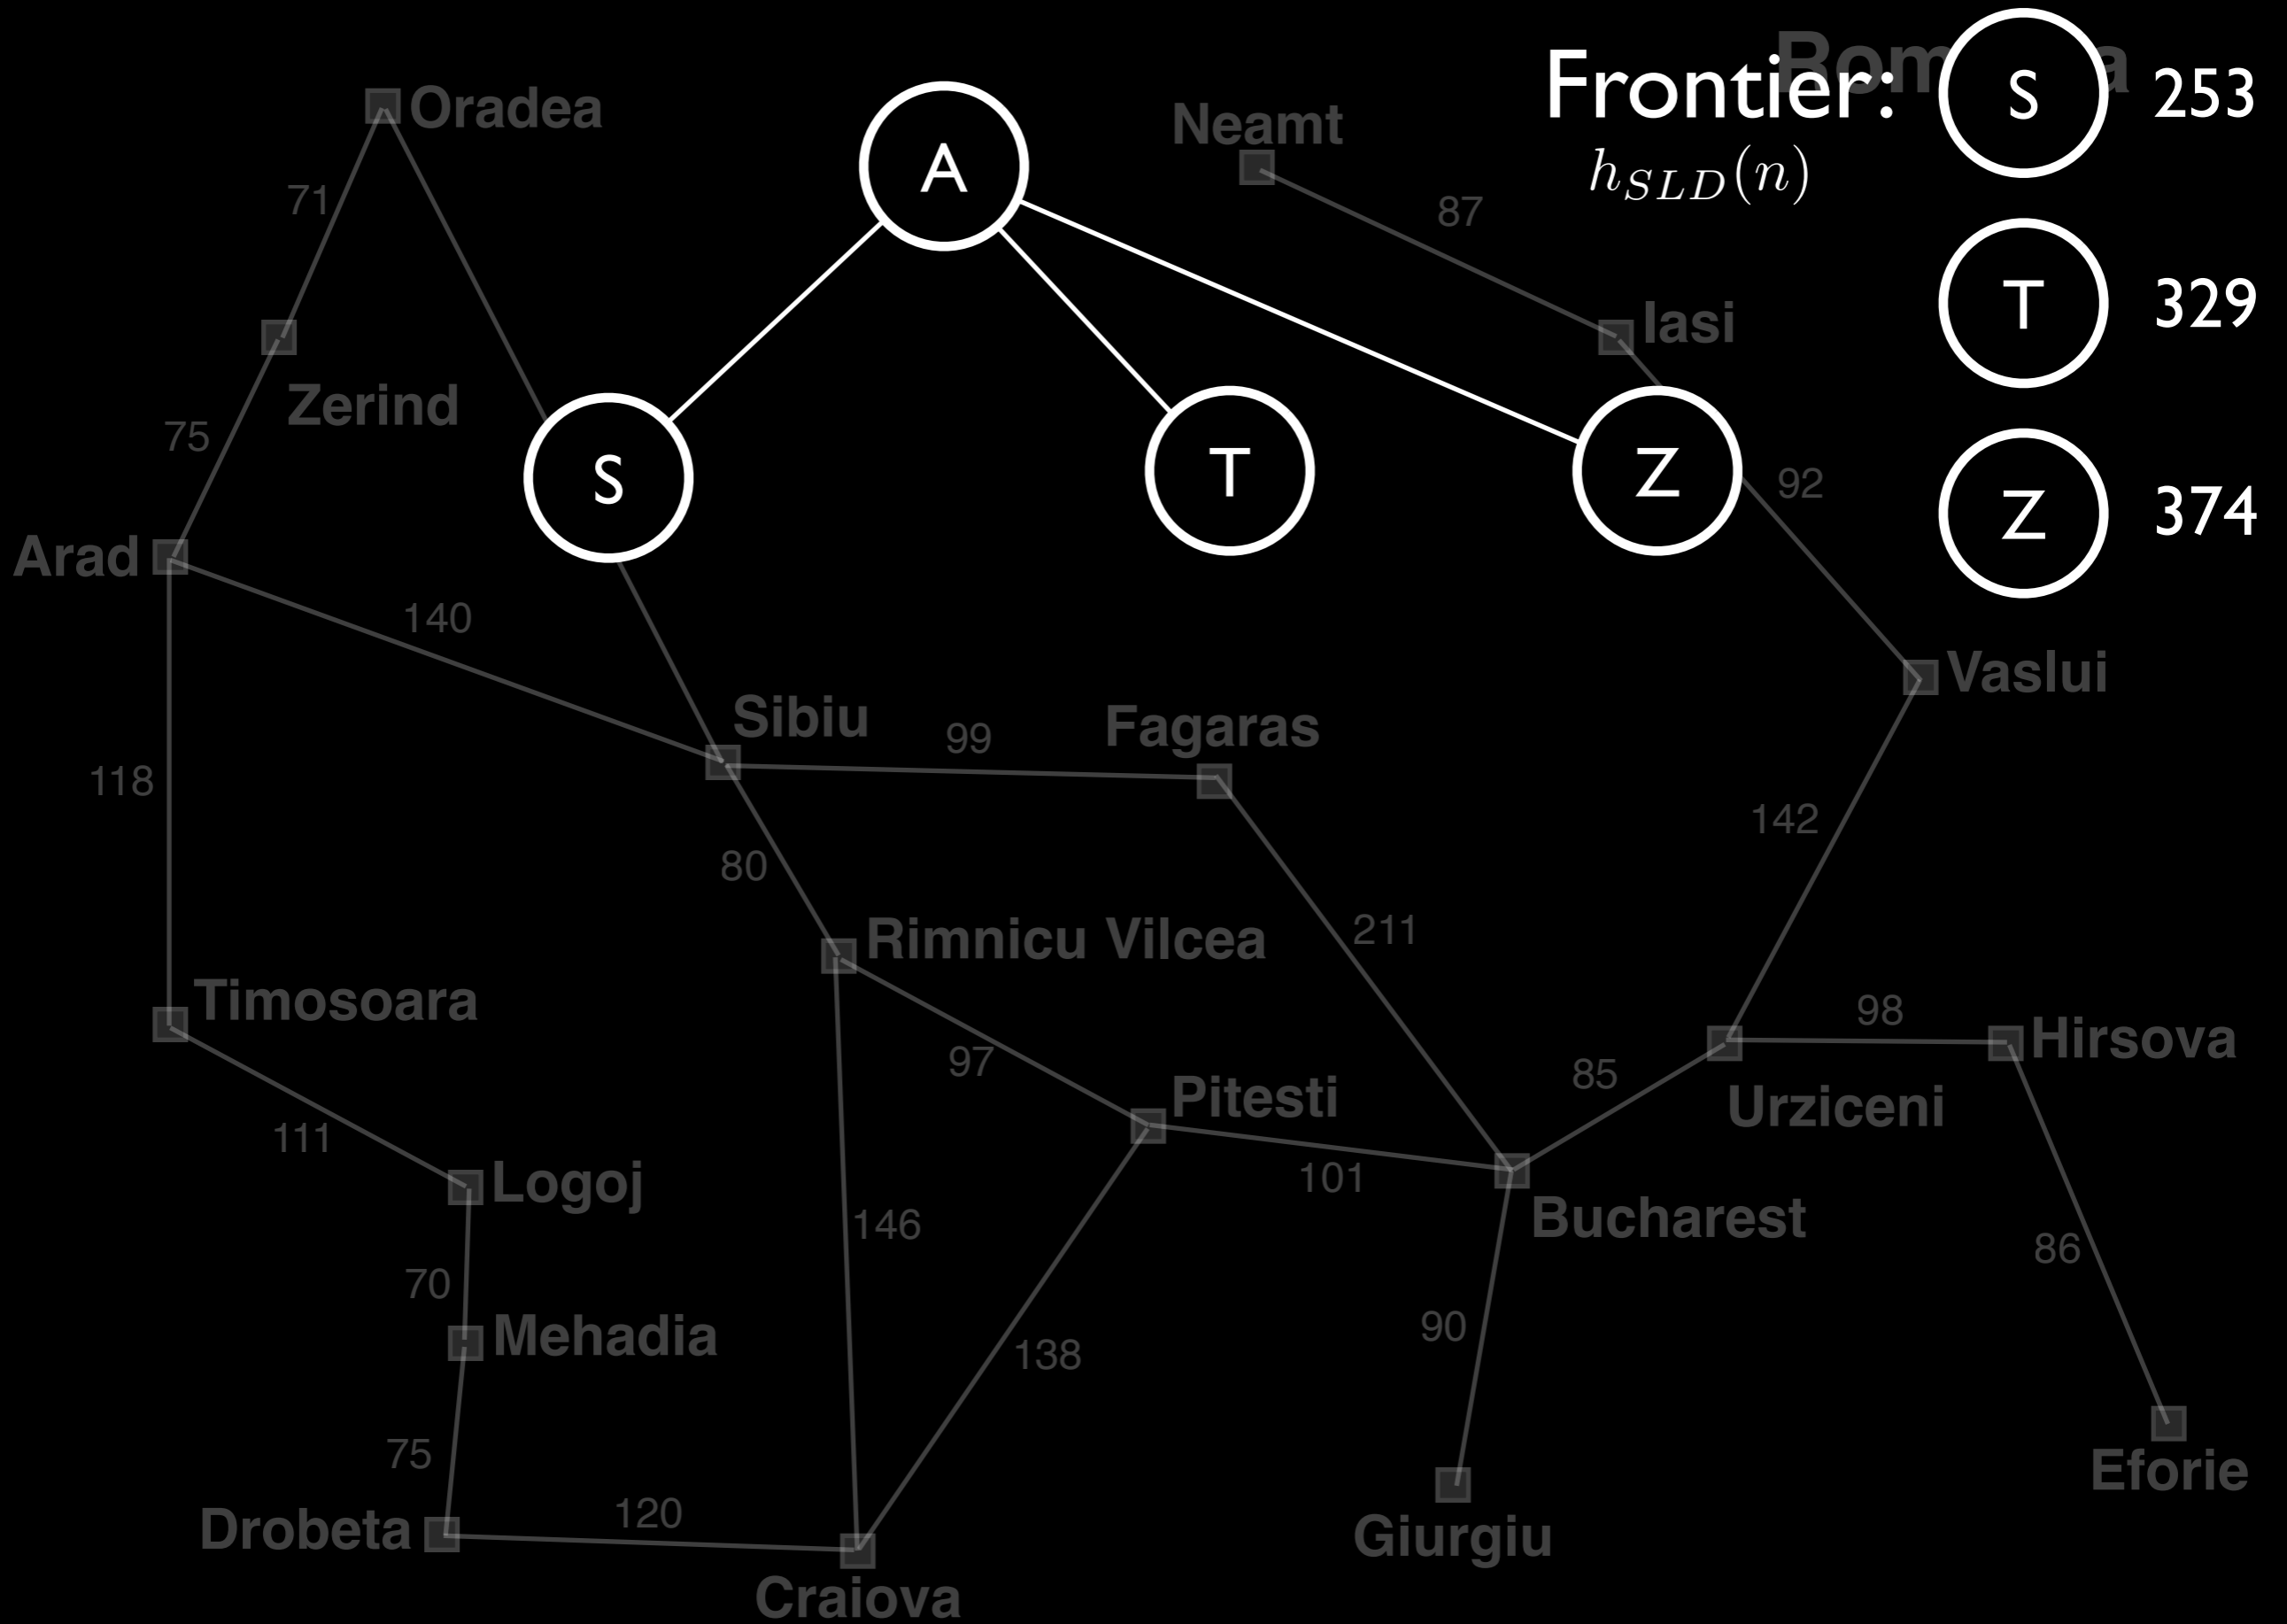 Frontier:
h_{SLD}(n)
S 253
T 329
Z 374
A
S
T
Z
Oradea
Neamt
71
87
Iasi
Zerind
75
92
Arad
140
Vaslui
Sibiu
99
Fagaras
118
142
80
Rimnicu Vilcea
211
Timosoara
98
Hirsova
97
85
Pitesti
Urziceni
111
Logoj
101
Bucharest
146
86
70
Mehadia
138
90
75
Eforie
120
Drobeta
Giurgiu
Craiova